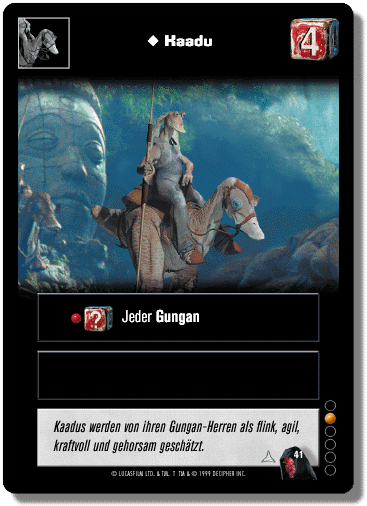 ◆ Kaadu
4
? Jeder Gungan
Kaadus werden von ihren Gungan-Herren als flink, agil,
kraftvoll und gehorsam geschätzt.
41
© LUCASFILM LTD. & TM. T TM & © 1999 DECIPHER INC.